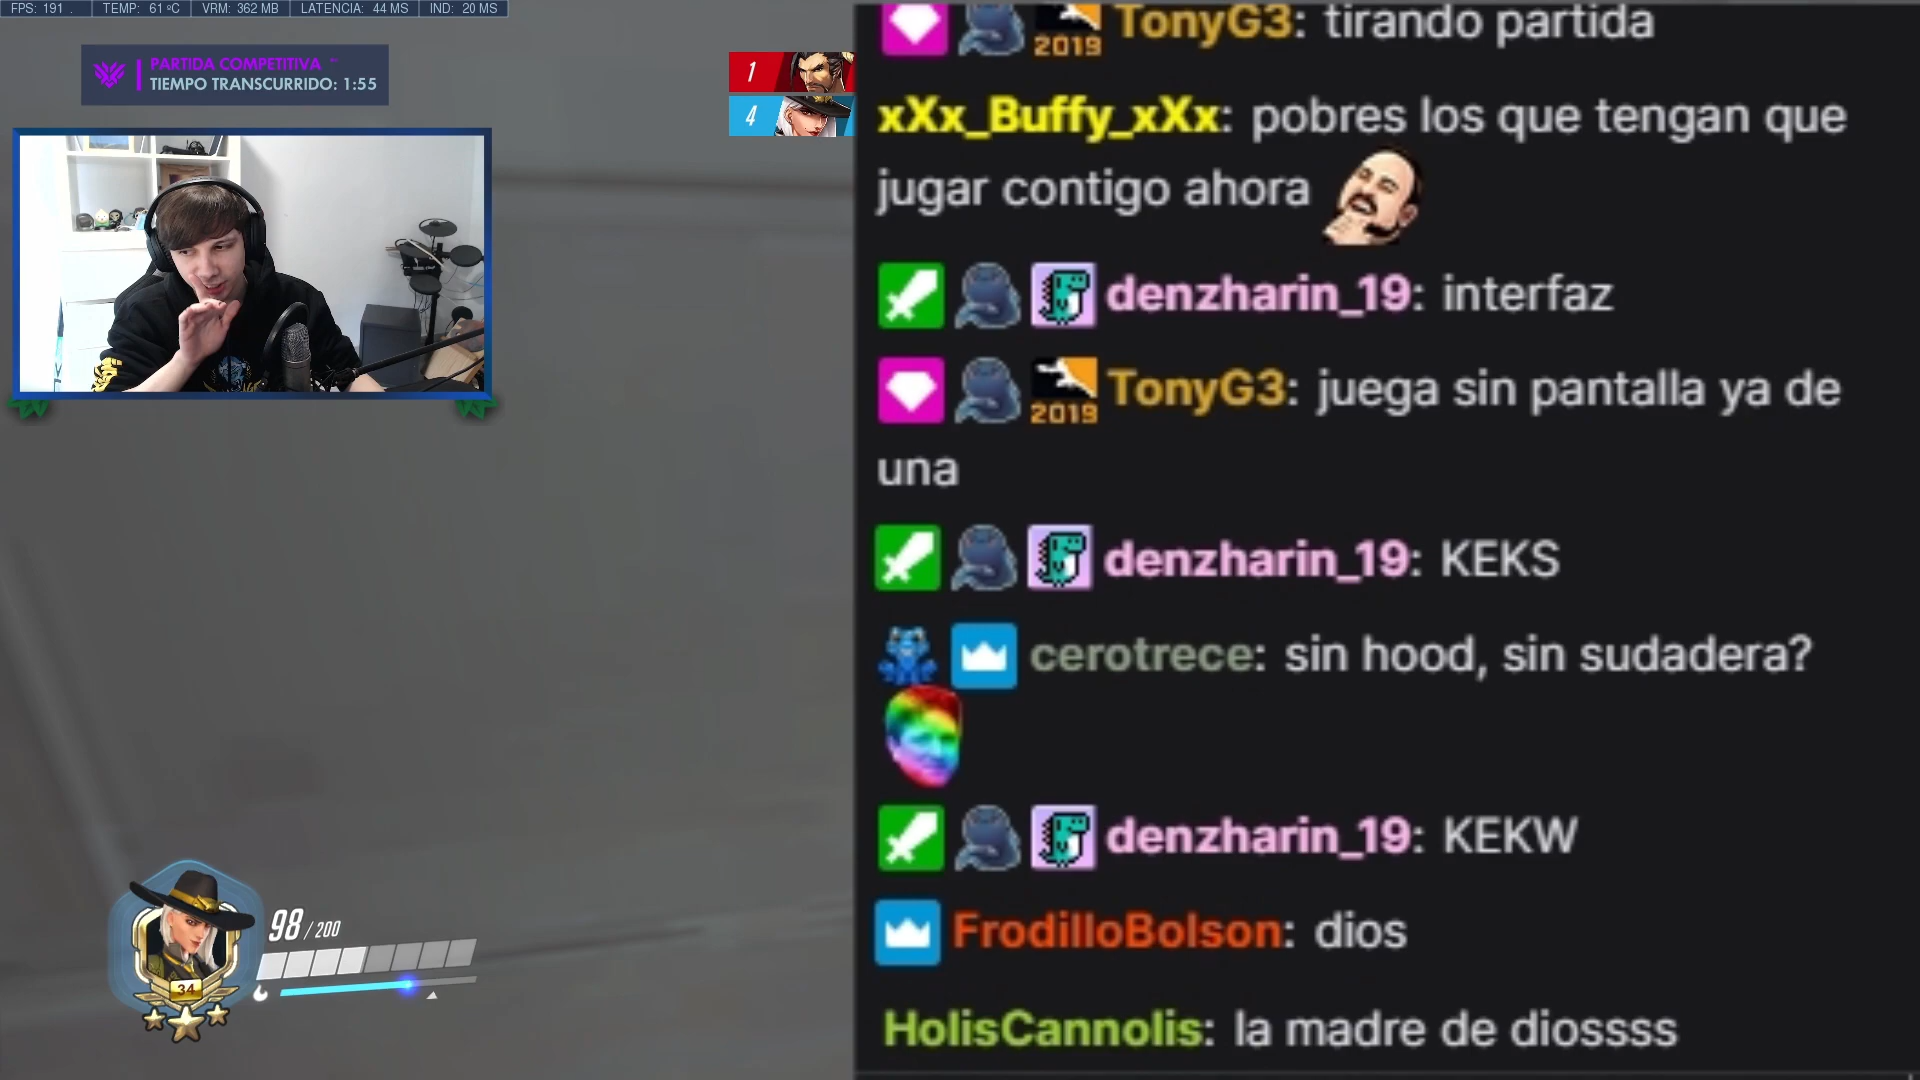 FPS: 191 . TEMP: 61 ºC VRM: 362 MB LATENCIA: 44 MS IND: 20 MS
PARTIDA COMPETITIVA
TIEMPO TRANSCURRIDO: 1:55
1
4
98 / 200
34
2019 TonyG3: tirando partida
xXx_Buffy_xXx: pobres los que tengan que
jugar contigo ahora
denzharin_19: interfaz
2019 TonyG3: juega sin pantalla ya de
una
denzharin_19: KEKS
cerotrece: sin hood, sin sudadera?
denzharin_19: KEKW
FrodilloBolson: dios
HolisCannolis: la madre de diossss